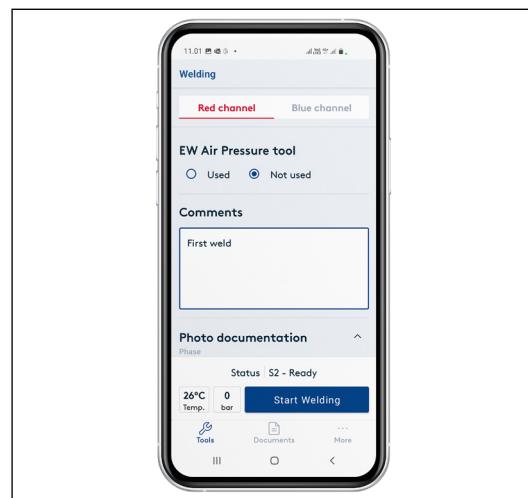 11.01
Welding
Red channel Blue channel
EW Air Pressure tool
Used Not used
Comments
First weld
Photo documentation
Phase
Status S2 - Ready
26°C 0 Start Welding
Temp. bar
Tools Documents More